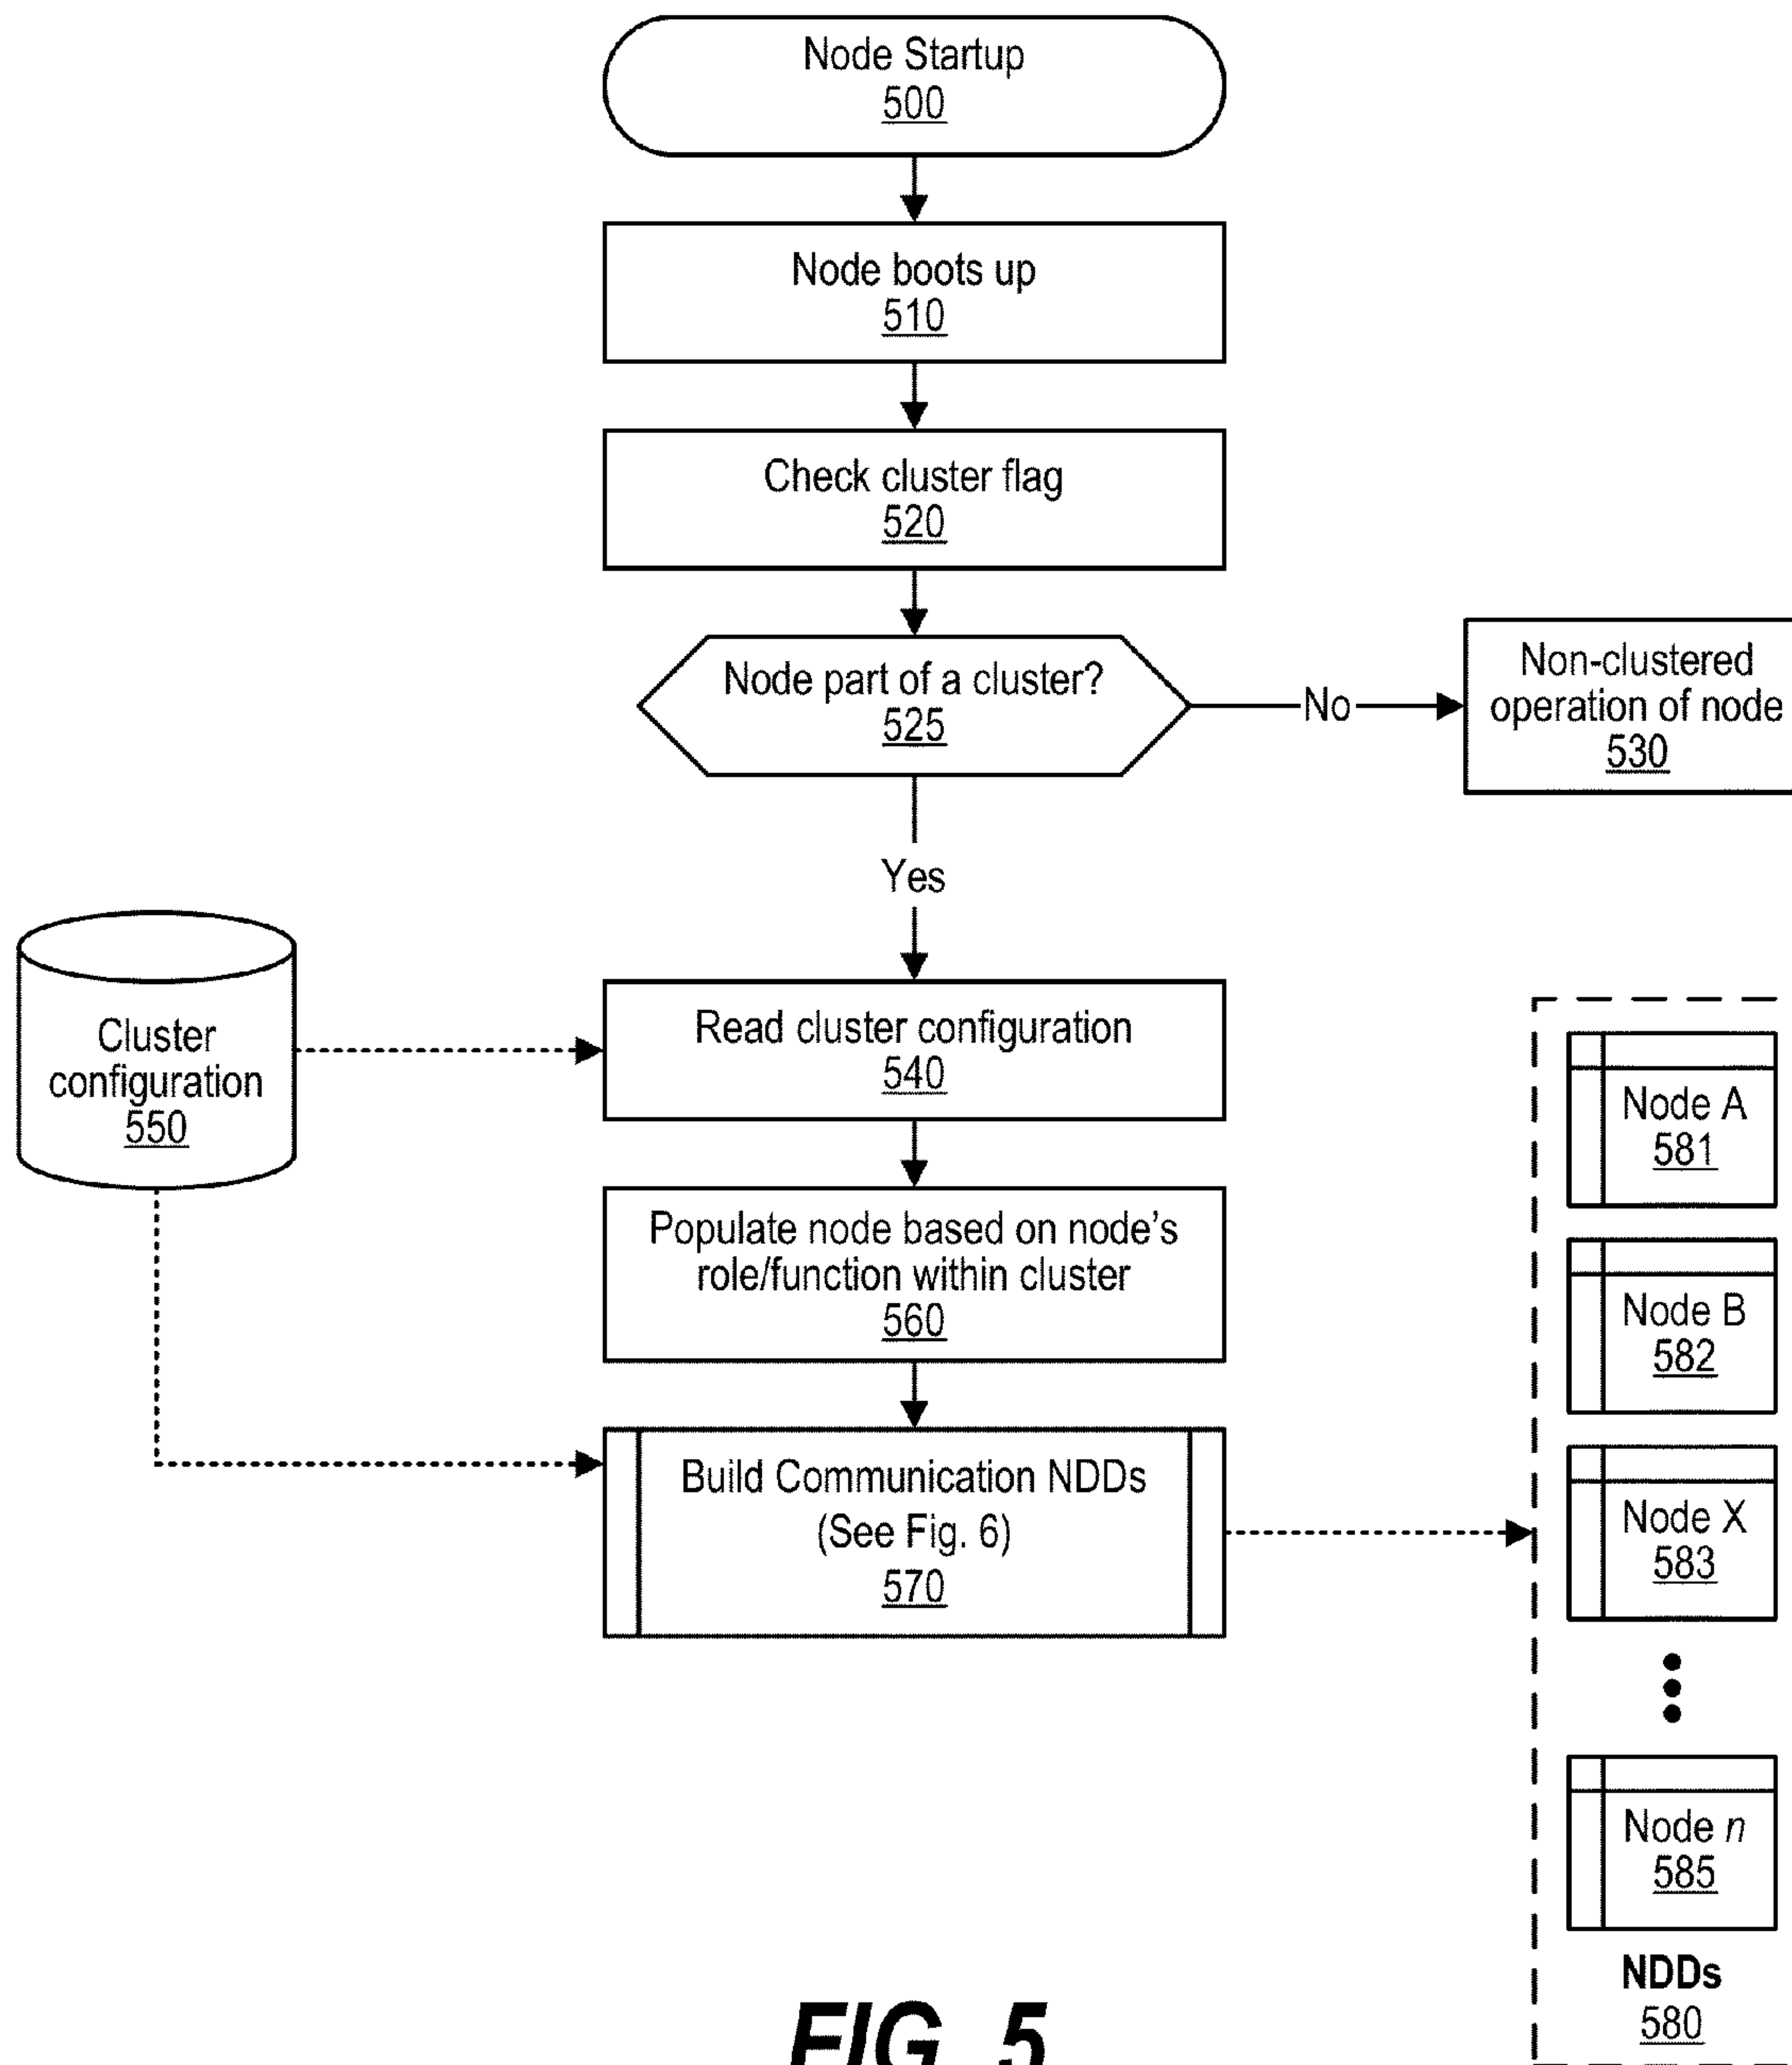 Node Startup
500
Node boots up
510
Check cluster flag
520
Node part of a cluster?
525
No
Non-clustered
operation of node
530
Yes
Cluster
configuration
550
Read cluster configuration
540
Populate node based on node's
role/function within cluster
560
Build Communication NDDs
(See Fig. 6)
570
Node A
581
Node B
582
Node X
583
Node n
585
NDDs
580
FIG. 5